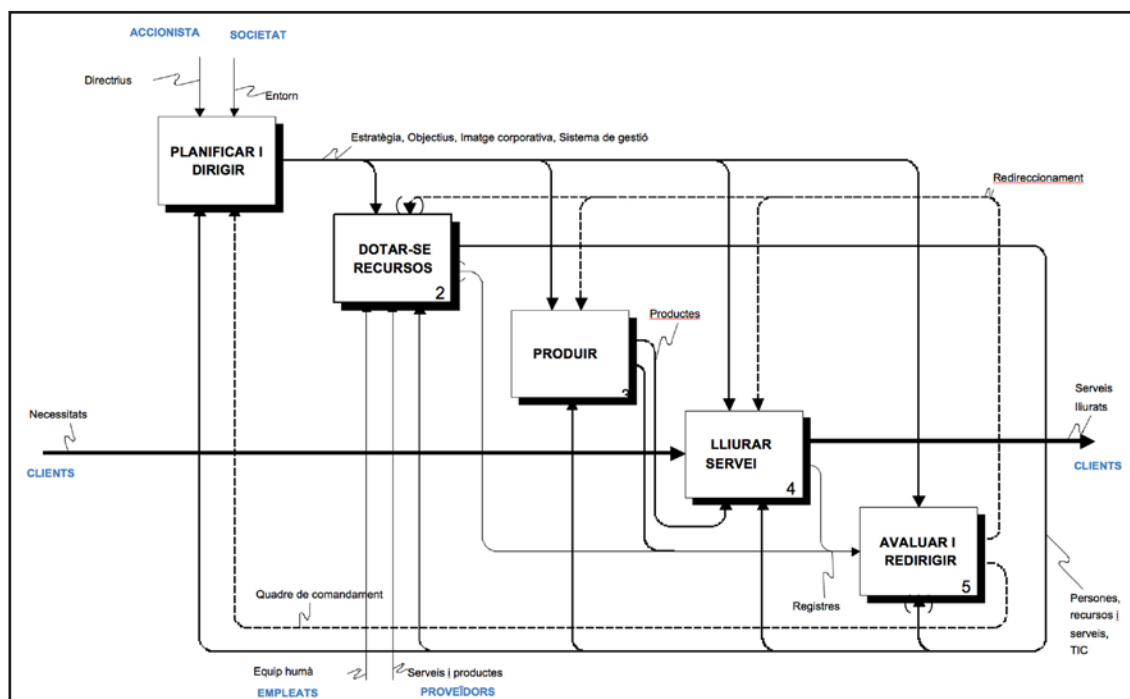 ACCIONISTA
SOCIETAT
Directrius
Entorn
PLANIFICAR I
DIRIGIR
Estratègia, Objectius, Imatge corporativa, Sistema de gestió
Redireccionament
DOTAR-SE
RECURSOS
2
Productes
PRODUIR
3
Necessitats
CLIENTS
LLIURAR
SERVEI
4
Serveis
lliurats
CLIENTS
AVALUAR I
REDIRIGIR
5
Quadre de comandament
Registres
Persones,
recursos i
serveis,
TIC
Equip humà
EMPLEATS
Serveis i productes
PROVEÏDORS